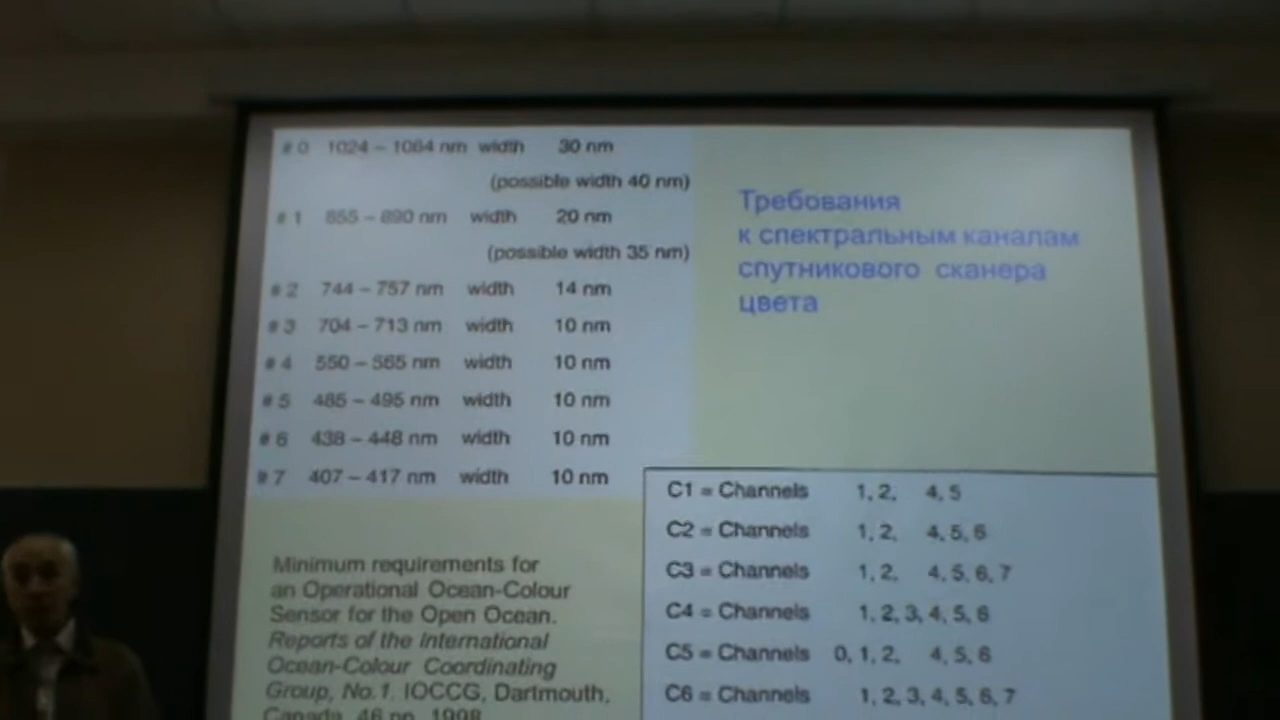 # 0 1024 – 1064 nm width 30 nm
(possible width 40 nm)
# 1 855 – 890 nm width 20 nm
(possible width 35 nm)
# 2 744 – 757 nm width 14 nm
# 3 704 – 713 nm width 10 nm
# 4 550 – 565 nm width 10 nm
# 5 485 – 495 nm width 10 nm
# 6 438 – 448 nm width 10 nm
# 7 407 – 417 nm width 10 nm
Требования
к спектральным каналам
спутникового сканера
цвета
Minimum requirements for
an Operational Ocean-Colour
Sensor for the Open Ocean.
Reports of the International
Ocean-Colour Coordinating
Group, No.1, IOCCG, Dartmouth,
Canada, 46 pp, 1998
C1 = Channels 1, 2, 4, 5
C2 = Channels 1, 2, 4, 5, 6
C3 = Channels 1, 2, 4, 5, 6, 7
C4 = Channels 1, 2, 3, 4, 5, 6
C5 = Channels 0, 1, 2, 4, 5, 6
C6 = Channels 1, 2, 3, 4, 5, 6, 7